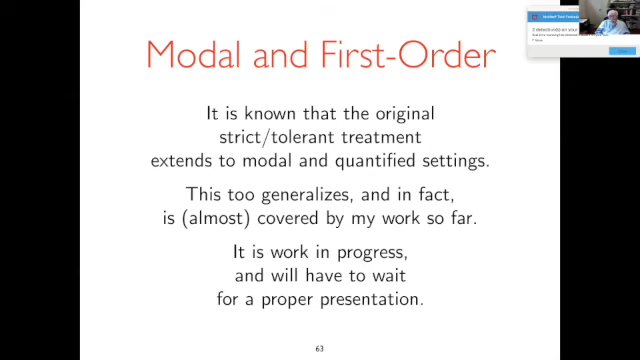 Modal and First-Order
It is known that the original
strict/tolerant treatment
extends to modal and quantified settings.
This too generalizes, and in fact,
is (almost) covered by my work so far.
It is work in progress,
and will have to wait
for a proper presentation.
63